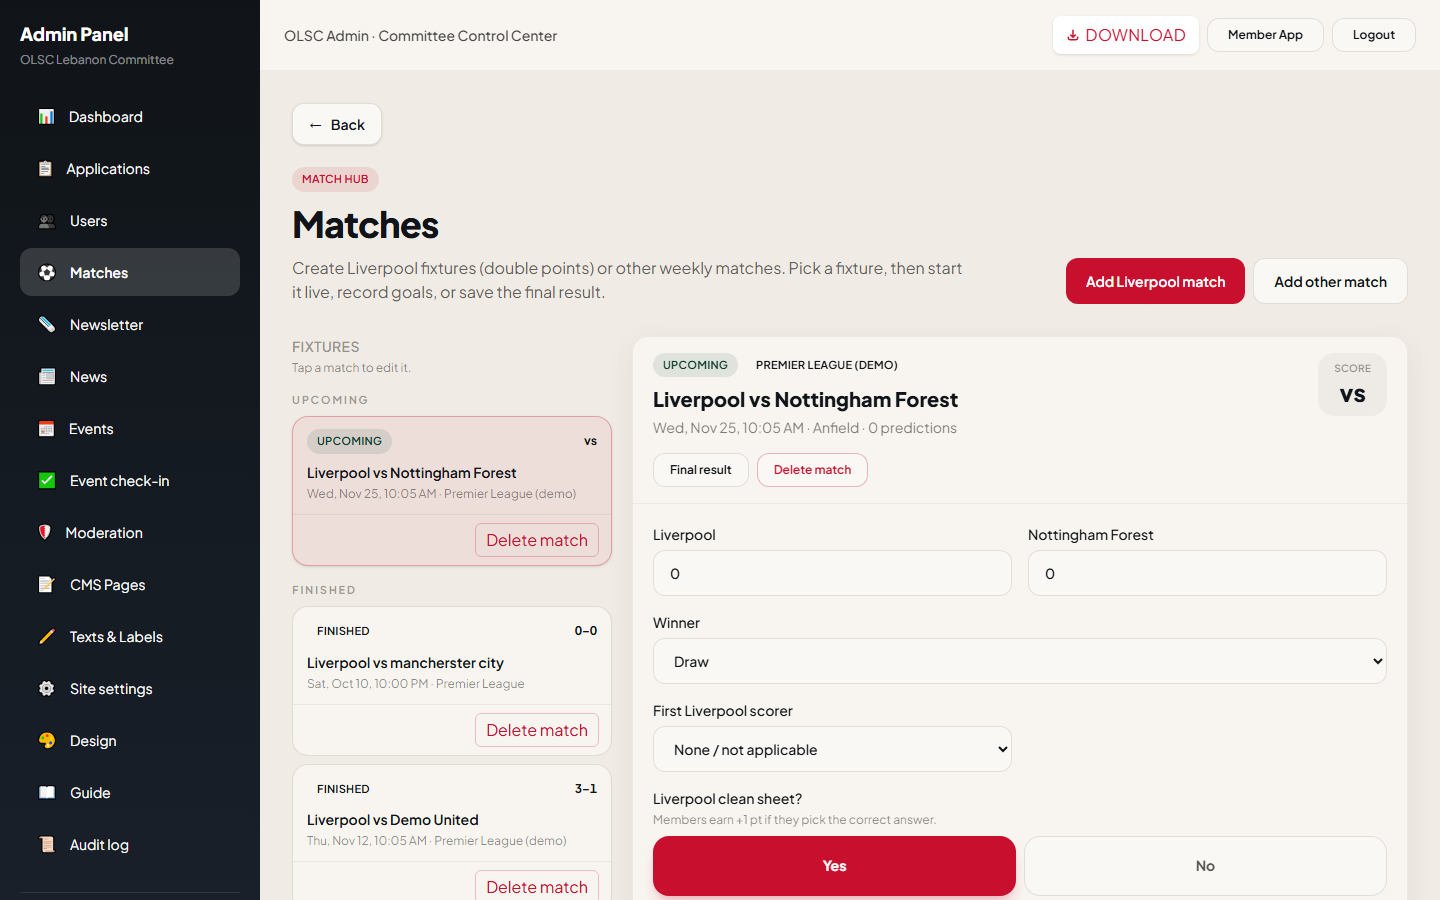 Admin Panel
OLSC Lebanon Committee
Dashboard
Applications
Users
Matches
Newsletter
News
Events
Event check-in
Moderation
CMS Pages
Texts & Labels
Site settings
Design
Guide
Audit log
OLSC Admin · Committee Control Center
DOWNLOAD
Member App
Logout
← Back
MATCH HUB
Matches
Create Liverpool fixtures (double points) or other weekly matches. Pick a fixture, then start
it live, record goals, or save the final result.
Add Liverpool match
Add other match
FIXTURES
Tap a match to edit it.
UPCOMING
UPCOMING
vs
Liverpool vs Nottingham Forest
Wed, Nov 25, 10:05 AM · Premier League (demo)
Delete match
FINISHED
FINISHED
0–0
Liverpool vs mancherster city
Sat, Oct 10, 10:00 PM · Premier League
Delete match
FINISHED
3–1
Liverpool vs Demo United
Thu, Nov 12, 10:05 AM · Premier League (demo)
Delete match
UPCOMING
PREMIER LEAGUE (DEMO)
Liverpool vs Nottingham Forest
Wed, Nov 25, 10:05 AM · Anfield · 0 predictions
SCORE
vs
Final result
Delete match
Liverpool
Nottingham Forest
0
0
Winner
Draw
First Liverpool scorer
None / not applicable
Liverpool clean sheet?
Members earn +1 pt if they pick the correct answer.
Yes
No